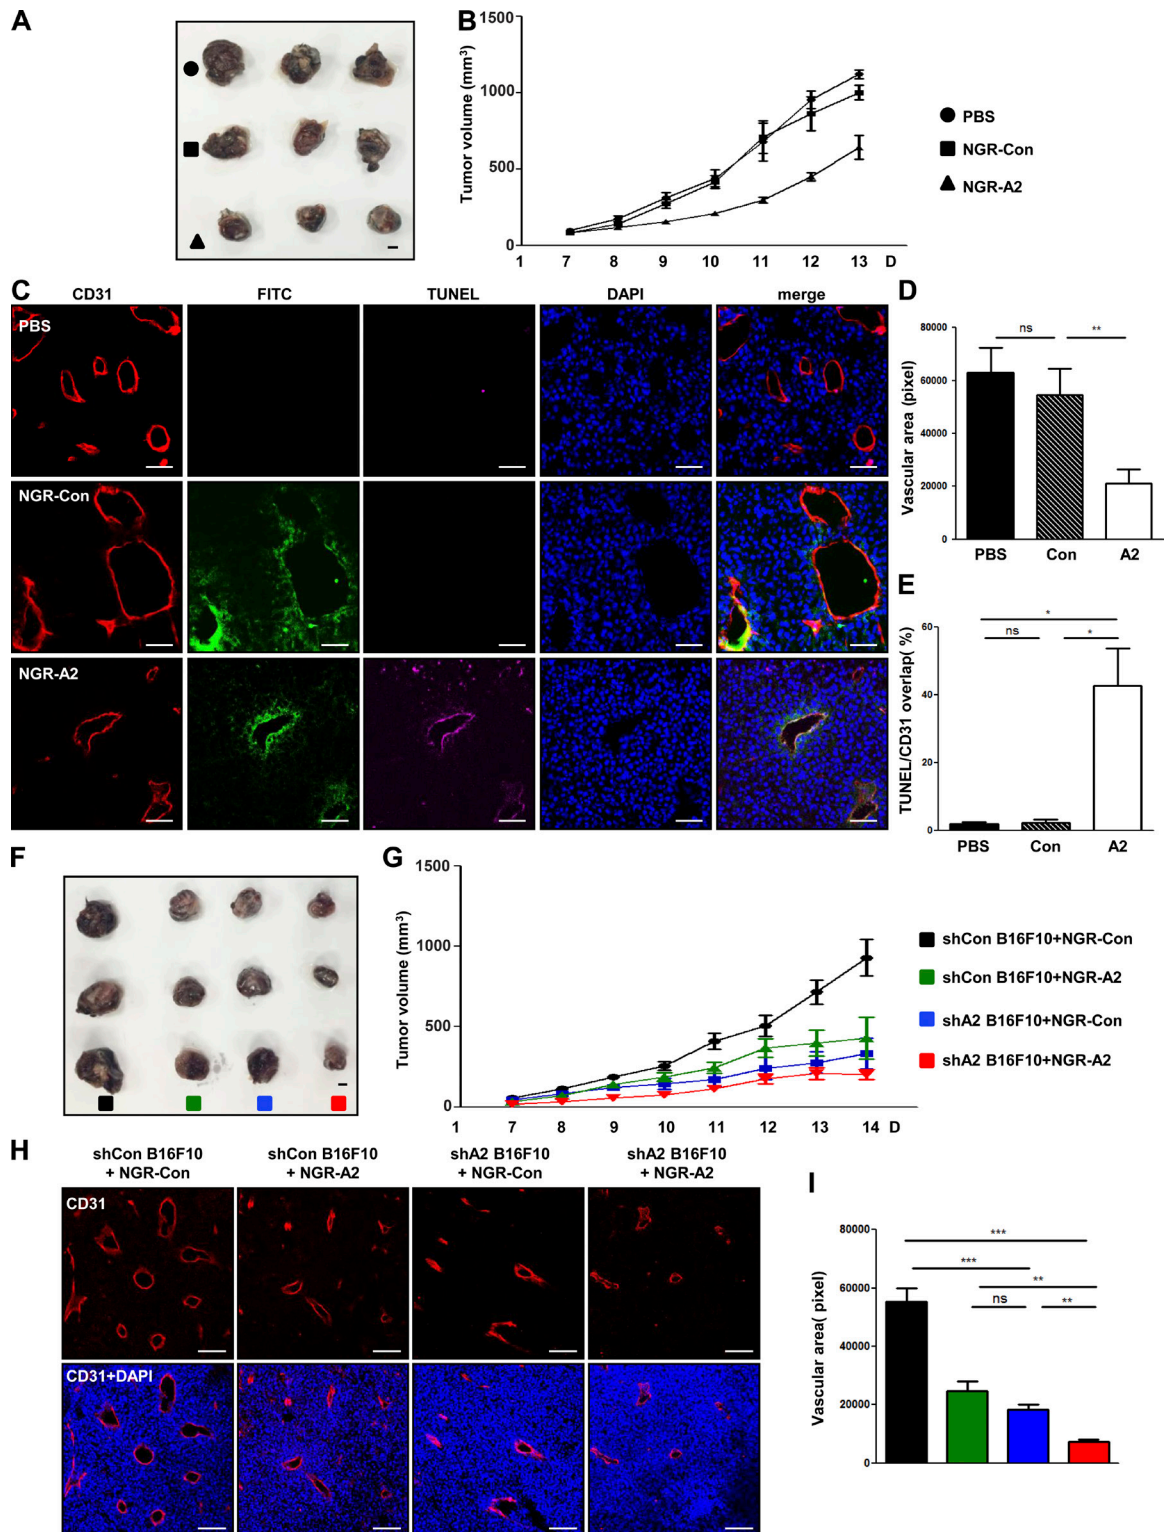 A
B
Tumor volume (mm³)
1500
1000
500
0
1 7 8 9 10 11 12 13 D
PBS
NGR-Con
NGR-A2
C
CD31 FITC TUNEL DAPI merge
PBS
NGR-Con
NGR-A2
D
Vascular area (pixel)
80000
60000
40000
20000
0
ns **
PBS Con A2
E
TUNEL/CD31 overlap( %)
60
40
20
0
*
ns *
PBS Con A2
F
G
Tumor volume (mm³)
1500
1000
500
0
1 7 8 9 10 11 12 13 14 D
shCon B16F10+NGR-Con
shCon B16F10+NGR-A2
shA2 B16F10+NGR-Con
shA2 B16F10+NGR-A2
H
shCon B16F10
+ NGR-Con
shCon B16F10
+ NGR-A2
shA2 B16F10
+ NGR-Con
shA2 B16F10
+ NGR-A2
CD31
CD31+DAPI
I
Vascular area( pixel)
80000
60000
40000
20000
0
***
***
**
ns **